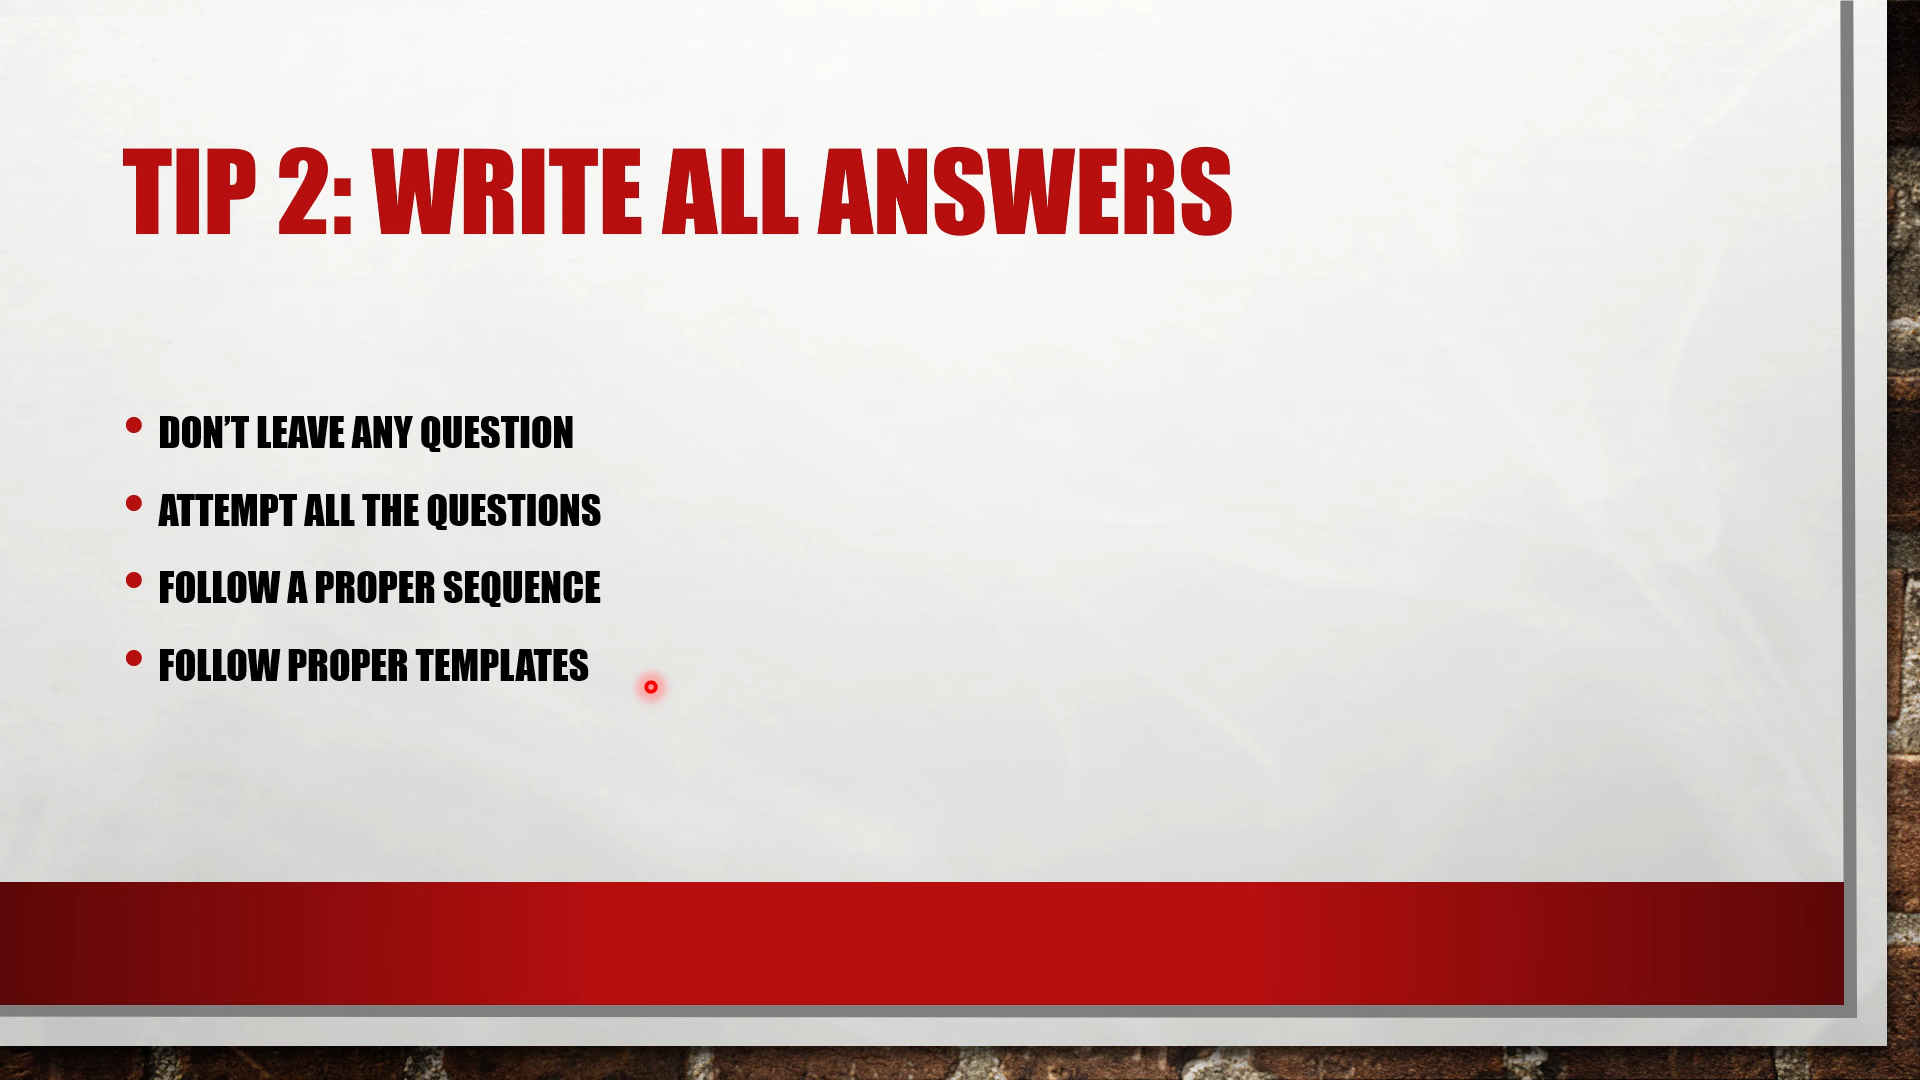 TIP 2: WRITE ALL ANSWERS
• DON’T LEAVE ANY QUESTION
• ATTEMPT ALL THE QUESTIONS
• FOLLOW A PROPER SEQUENCE
• FOLLOW PROPER TEMPLATES